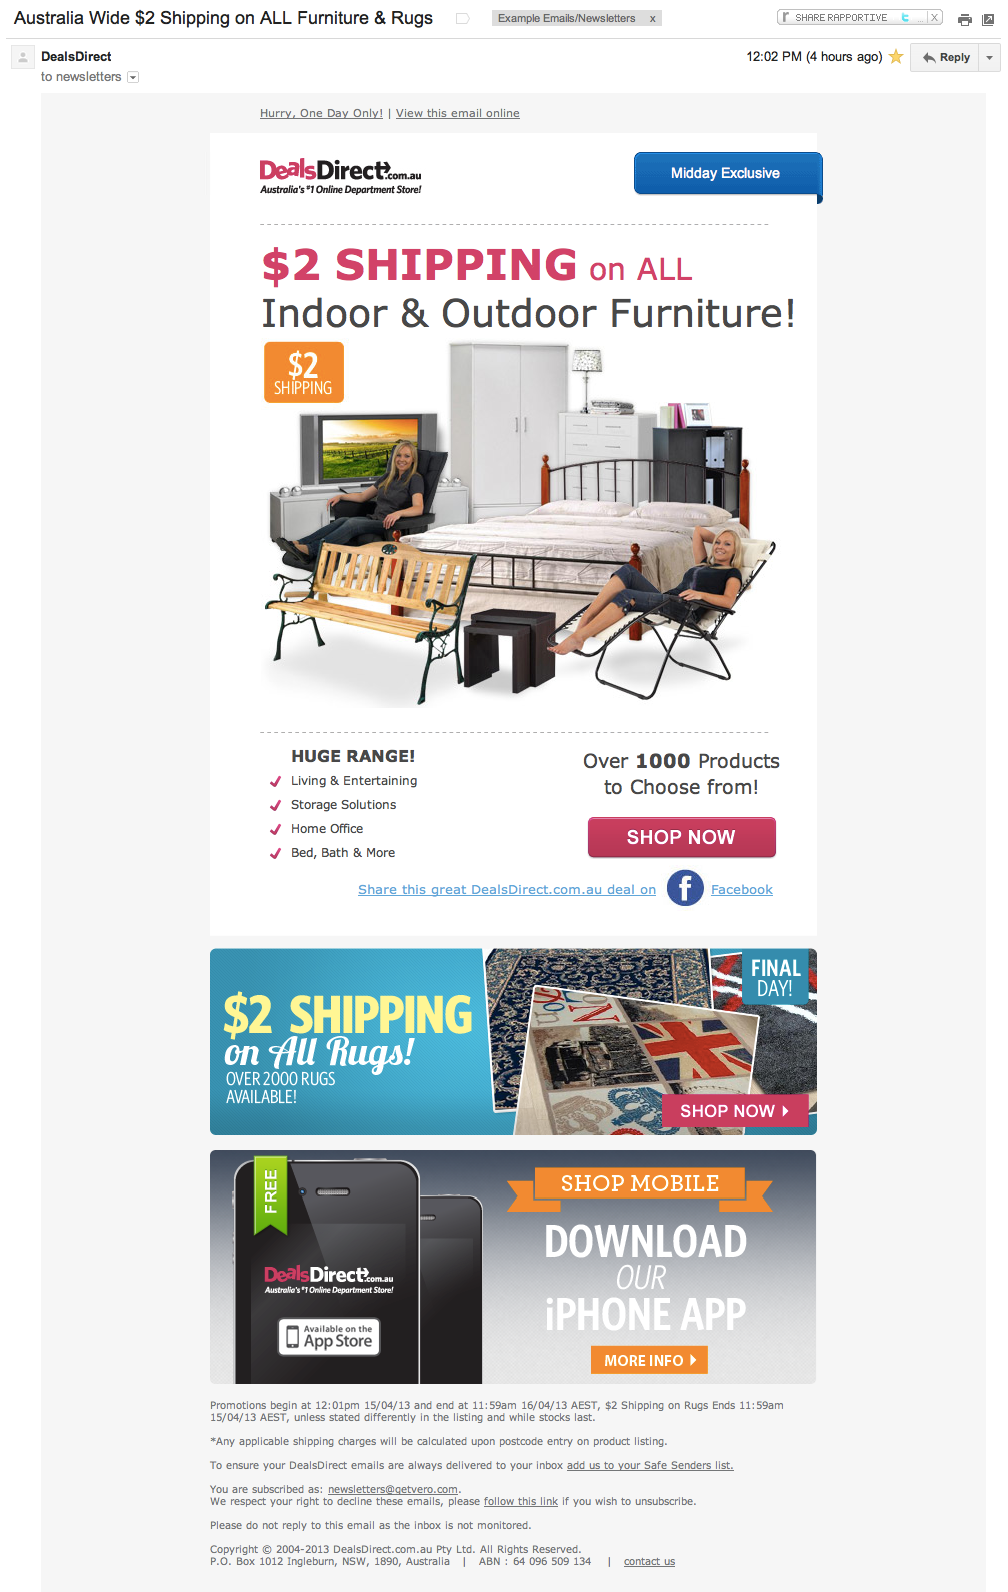 Australia Wide $2 Shipping on ALL Furniture & Rugs
Example Emails/Newsletters x
SHARE RAPPORTIVE X
DealsDirect
12:02 PM (4 hours ago)
Reply
to newsletters
Hurry, One Day Only! | View this email online
DealsDirect.com.au
Australia's #1 Online Department Store!
Midday Exclusive
$2 SHIPPING on ALL
Indoor & Outdoor Furniture!
$2
SHIPPING
HUGE RANGE!
Living & Entertaining
Storage Solutions
Home Office
Bed, Bath & More
Over 1000 Products
to Choose from!
SHOP NOW
Share this great DealsDirect.com.au deal on f Facebook
$2 SHIPPING
on All Rugs!
OVER 2000 RUGS
AVAILABLE!
FINAL
DAY!
SHOP NOW
FREE
DealsDirect.com.au
Australia's #1 Online Department Store!
Available on the
App Store
SHOP MOBILE
DOWNLOAD
OUR
iPHONE APP
MORE INFO
Promotions begin at 12:01pm 15/04/13 and end at 11:59am 16/04/13 AEST, $2 Shipping on Rugs Ends 11:59am
15/04/13 AEST, unless stated differently in the listing and while stocks last.
*Any applicable shipping charges will be calculated upon postcode entry on product listing.
To ensure your DealsDirect emails are always delivered to your inbox add us to your Safe Senders list.
You are subscribed as: newsletters@getvero.com.
We respect your right to decline these emails, please follow this link if you wish to unsubscribe.
Please do not reply to this email as the inbox is not monitored.
Copyright © 2004-2013 DealsDirect.com.au Pty Ltd. All Rights Reserved.
P.O. Box 1012 Ingleburn, NSW, 1890, Australia | ABN : 64 096 509 134 | contact us